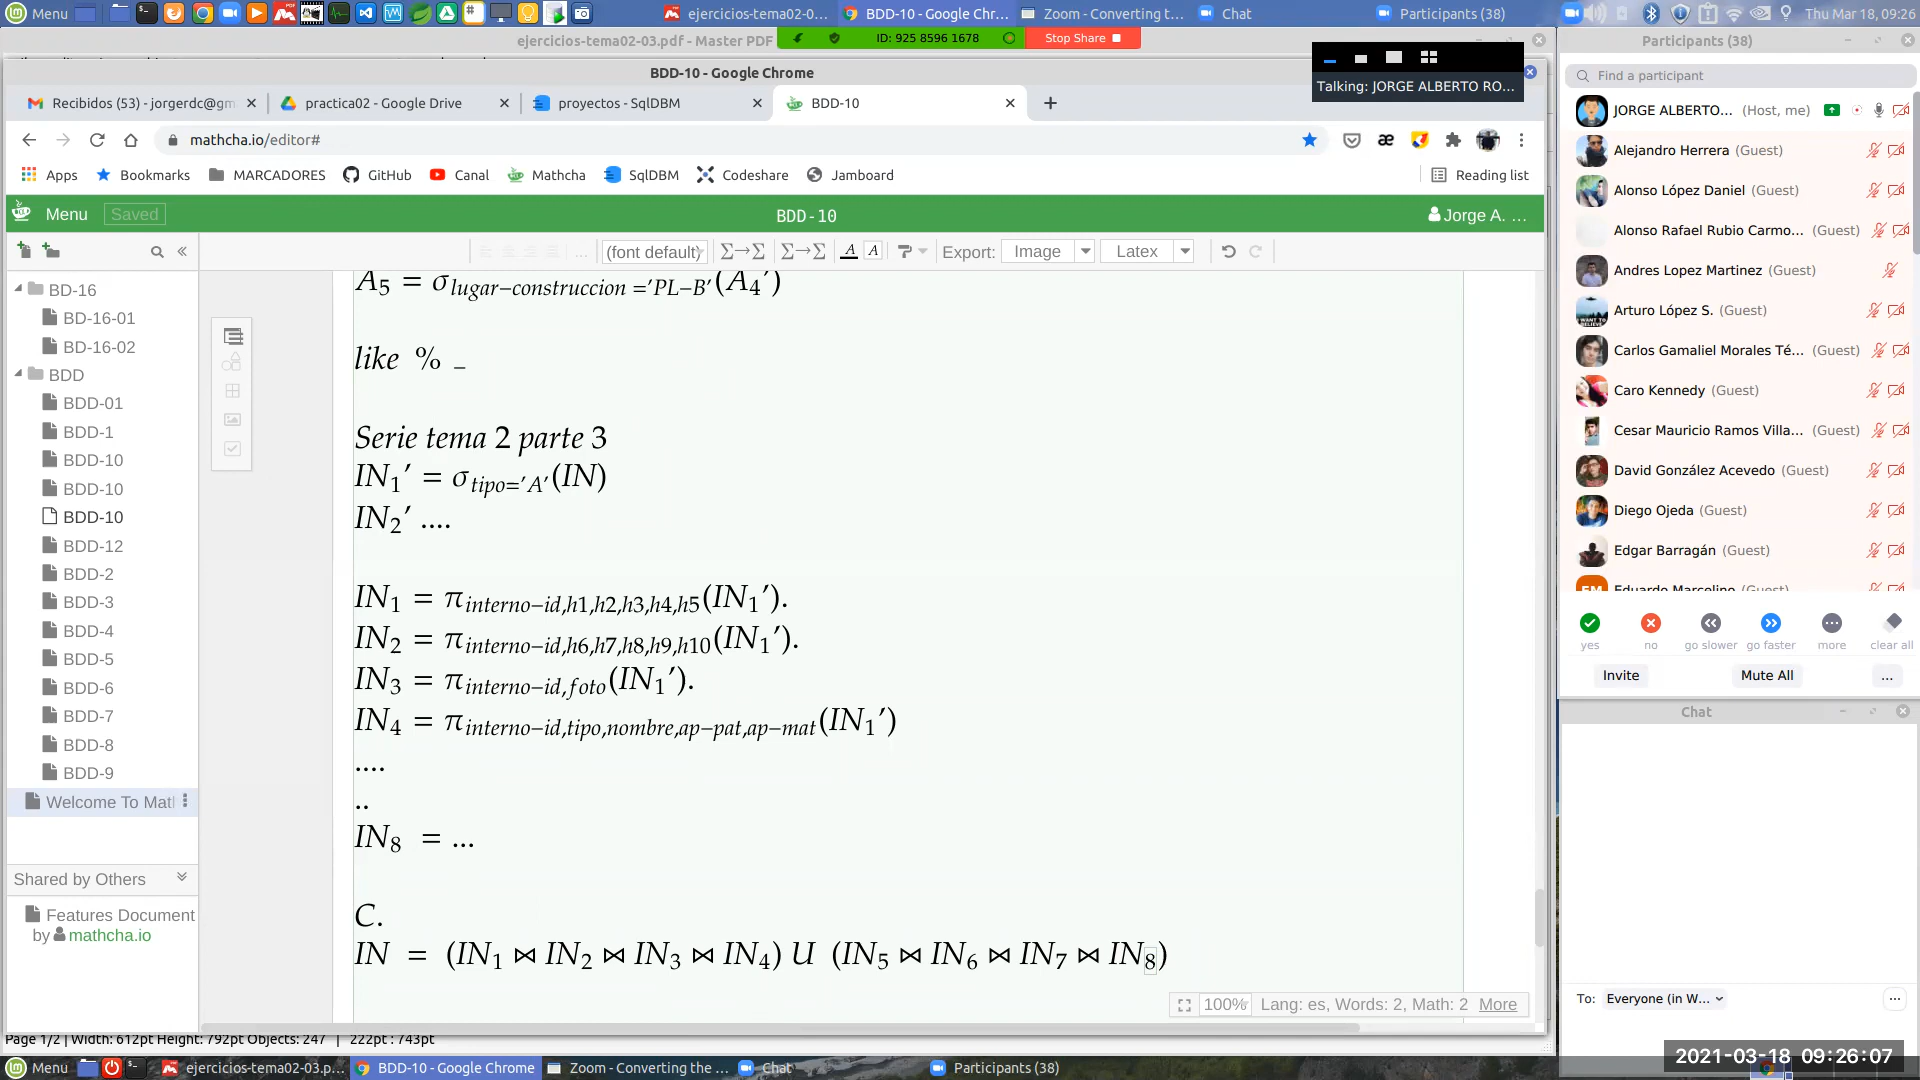 Menu
ejercicios-tema02-0...
BDD-10 - Google Chr...
Zoom - Converting t...
Chat
Participants (38)
Thu Mar 18, 09:26
ejercicios-tema02-03.pdf - Master PDF
ID: 925 8596 1678
Stop Share
Participants (38)
BDD-10 - Google Chrome
Talking: JORGE ALBERTO RO...
Recibidos (53) - jorgerdc@gm
practica02 - Google Drive
proyectos - SqlDBM
BDD-10
mathcha.io/editor#
Apps
Bookmarks
MARCADORES
GitHub
Canal
Mathcha
SqlDBM
Codeshare
Jamboard
Reading list
Menu
Saved
BDD-10
Jorge A. ...
(font default)
Σ→Σ
Σ→Σ
A
A
Export:
Image
Latex
BD-16
BD-16-01
BD-16-02
BDD
BDD-01
BDD-1
BDD-10
BDD-10
BDD-10
BDD-12
BDD-2
BDD-3
BDD-4
BDD-5
BDD-6
BDD-7
BDD-8
BDD-9
Welcome To Mat
Shared by Others
Features Document
by mathcha.io
A₅ = σ lugar−construccion ='PL−B'(A₄')
like % _
Serie tema 2 parte 3
IN₁' = σ tipo='A'(IN)
IN₂' ....
IN₁ = π interno−id,h1,h2,h3,h4,h5(IN₁').
IN₂ = π interno−id,h6,h7,h8,h9,h10(IN₁').
IN₃ = π interno−id,foto(IN₁').
IN₄ = π interno−id,tipo,nombre,ap−pat,ap−mat(IN₁')
....
..
IN₈ = ...
C.
IN = (IN₁ ⋈ IN₂ ⋈ IN₃ ⋈ IN₄) U (IN₅ ⋈ IN₆ ⋈ IN₇ ⋈ IN₈)
100%
Lang: es, Words: 2, Math: 2 More
Page 1/2 | Width: 612pt Height: 792pt Objects: 247 | 222pt : 743pt
Find a participant
JORGE ALBERTO... (Host, me)
Alejandro Herrera (Guest)
Alonso López Daniel (Guest)
Alonso Rafael Rubio Carmo... (Guest)
Andres Lopez Martinez (Guest)
Arturo López S. (Guest)
Carlos Gamaliel Morales Té... (Guest)
Caro Kennedy (Guest)
Cesar Mauricio Ramos Villa... (Guest)
David González Acevedo (Guest)
Diego Ojeda (Guest)
Edgar Barragán (Guest)
Eduardo Marcelino (Guest)
yes
no
go slower
go faster
more
clear all
Invite
Mute All
...
Chat
To:
Everyone (in W...
Menu
ejercicios-tema02-03.p...
BDD-10 - Google Chrome
Zoom - Converting the ...
Chat
Participants (38)
2021-03-18 09:26:07